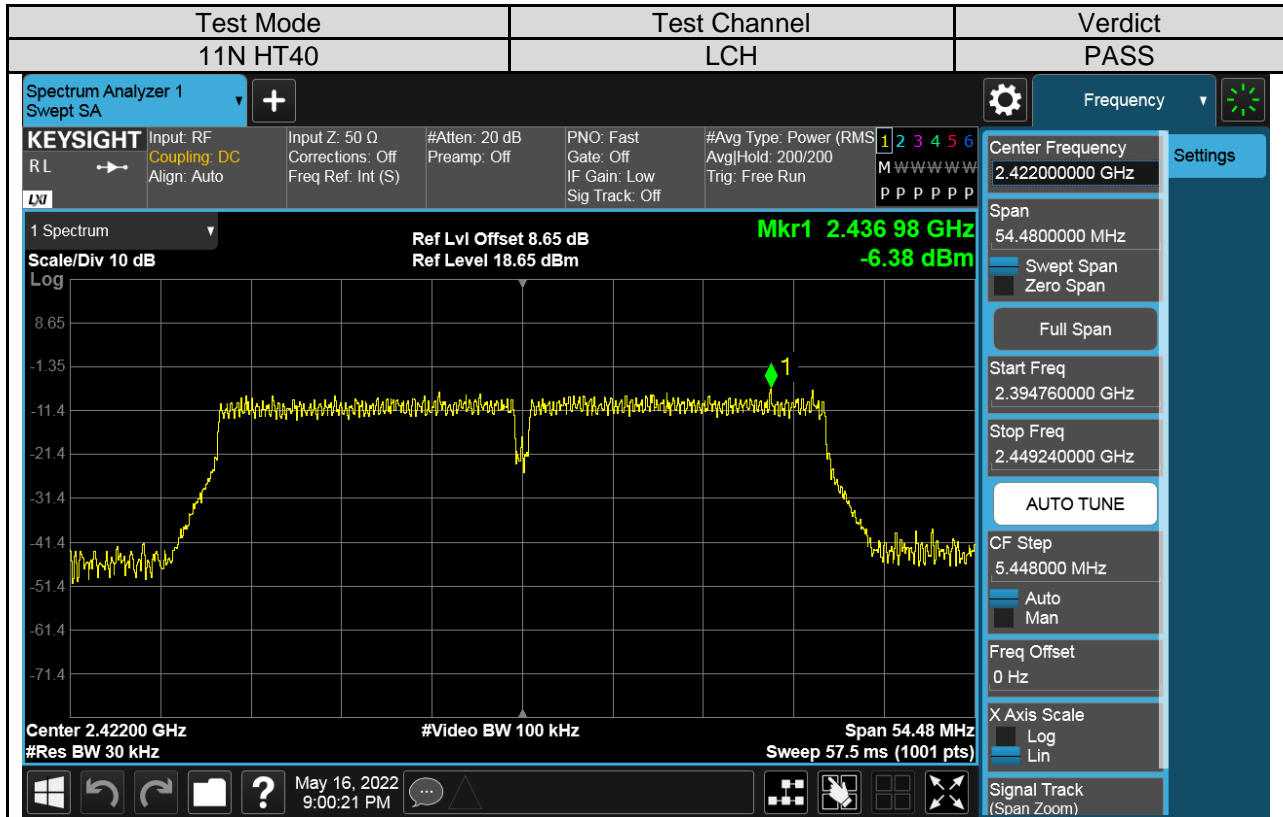 Test Mode Test Channel Verdict
11N HT40 LCH PASS
Spectrum Analyzer 1
Swept SA
Frequency
KEYSIGHT
R L
LXI
Input: RF
Coupling: DC
Align: Auto
Input Z: 50 Ω
Corrections: Off
Freq Ref: Int (S)
#Atten: 20 dB
Preamp: Off
PNO: Fast
Gate: Off
IF Gain: Low
Sig Track: Off
#Avg Type: Power (RMS
Avg|Hold: 200/200
Trig: Free Run
1 2 3 4 5 6
M W W W W W
P P P P P P
1 Spectrum
Scale/Div 10 dB
Ref Lvl Offset 8.65 dB
Ref Level 18.65 dBm
Mkr1 2.436 98 GHz
-6.38 dBm
Log
8.65
-1.35
-11.4
-21.4
-31.4
-41.4
-51.4
-61.4
-71.4
1
Center 2.42200 GHz
#Res BW 30 kHz
#Video BW 100 kHz
Span 54.48 MHz
Sweep 57.5 ms (1001 pts)
Center Frequency
2.422000000 GHz
Settings
Span
54.4800000 MHz
Swept Span
Zero Span
Full Span
Start Freq
2.394760000 GHz
Stop Freq
2.449240000 GHz
AUTO TUNE
CF Step
5.448000 MHz
Auto
Man
Freq Offset
0 Hz
X Axis Scale
Log
Lin
Signal Track
(Span Zoom)
?
May 16, 2022
9:00:21 PM